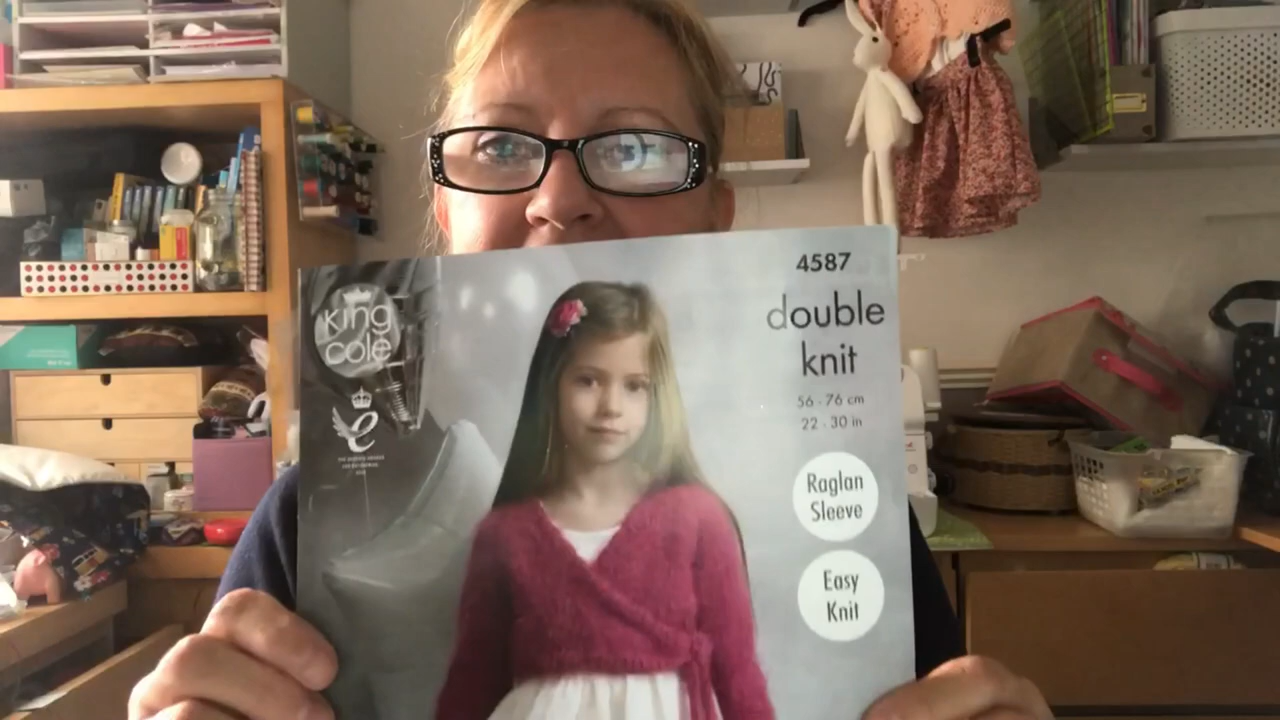 king
cole
4587
double
knit
56 - 76 cm
22 - 30 in
Raglan
Sleeve
Easy
Knit